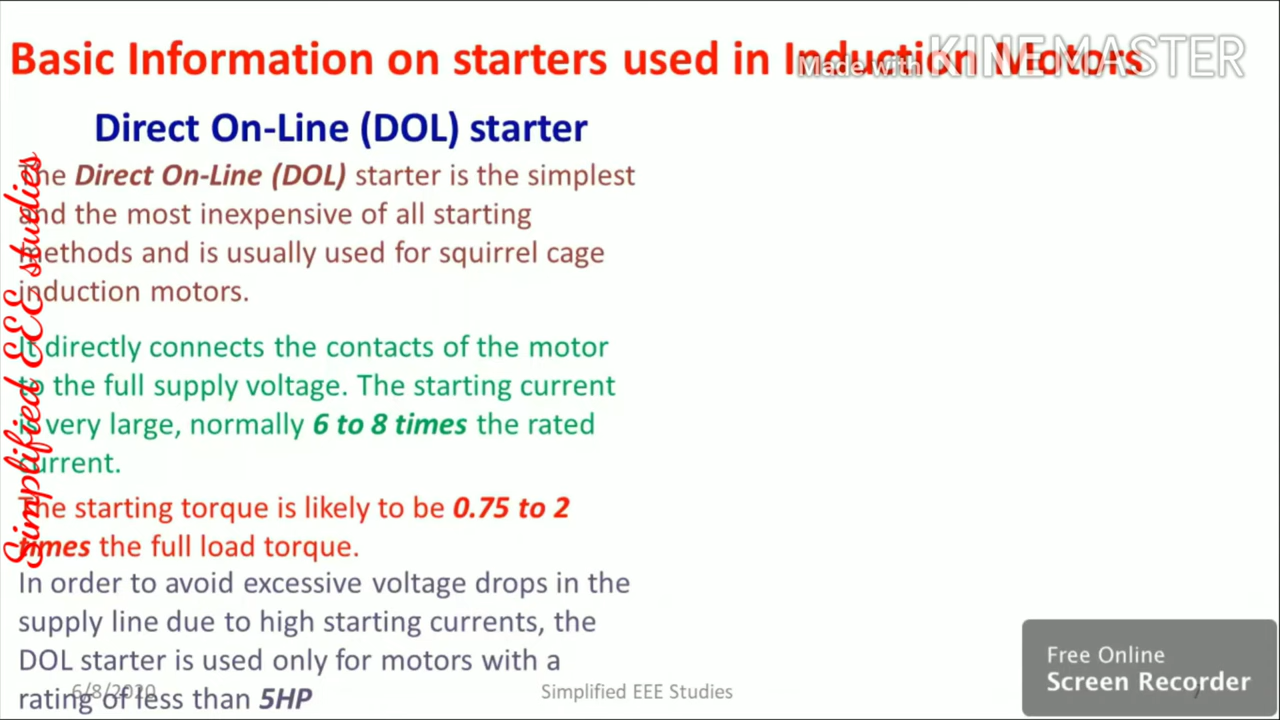 Basic Information on starters used in Induction Motors
Made with KINEMASTER
Direct On-Line (DOL) starter
The Direct On-Line (DOL) starter is the simplest
and the most inexpensive of all starting
methods and is usually used for squirrel cage
induction motors.
It directly connects the contacts of the motor
to the full supply voltage. The starting current
is very large, normally 6 to 8 times the rated
current.
The starting torque is likely to be 0.75 to 2
times the full load torque.
In order to avoid excessive voltage drops in the
supply line due to high starting currents, the
DOL starter is used only for motors with a
rating of less than 5HP
Simplified EEE studies
6/8/2020
Simplified EEE Studies
Free Online
Screen Recorder